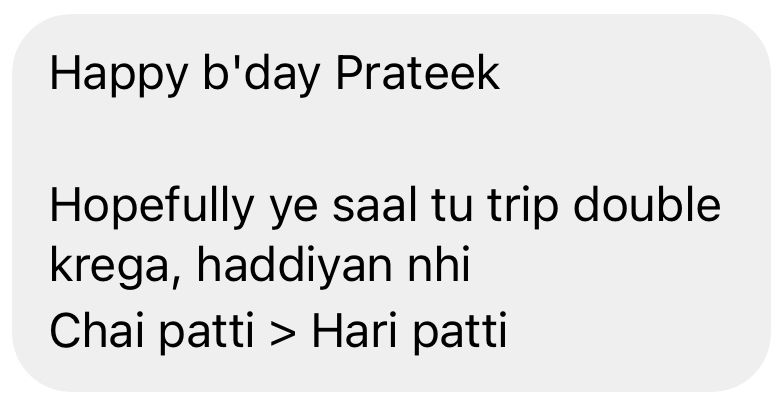 Happy b'day Prateek
Hopefully ye saal tu trip double
krega, haddiyan nhi
Chai patti > Hari patti